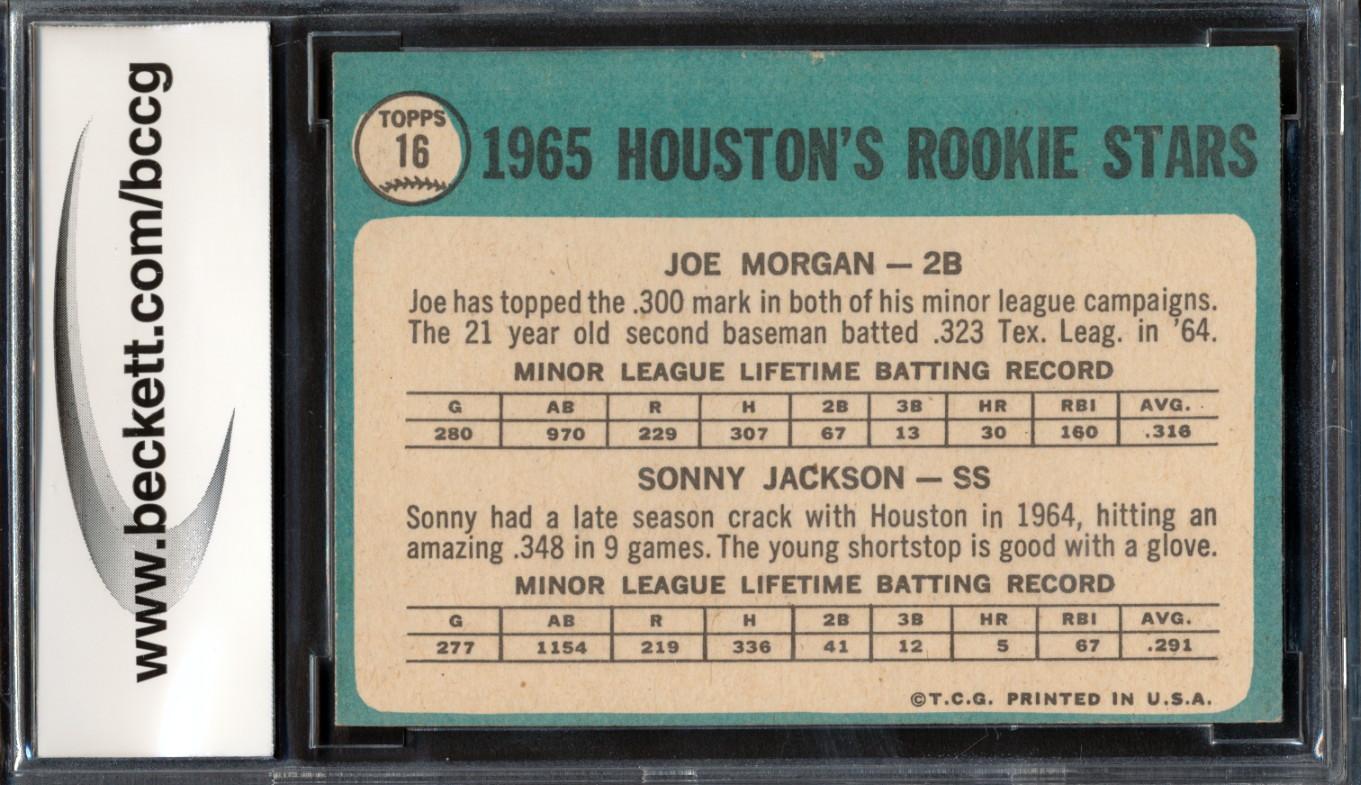 www.beckett.com/bccg
TOPPS
16
1965 HOUSTON'S ROOKIE STARS
JOE MORGAN — 2B
Joe has topped the .300 mark in both of his minor league campaigns.
The 21 year old second baseman batted .323 Tex. Leag. in '64.
MINOR LEAGUE LIFETIME BATTING RECORD
G AB R H 2B 3B HR RBI AVG.
280 970 229 307 67 13 30 160 .316
SONNY JACKSON — SS
Sonny had a late season crack with Houston in 1964, hitting an
amazing .348 in 9 games. The young shortstop is good with a glove.
MINOR LEAGUE LIFETIME BATTING RECORD
G AB R H 2B 3B HR RBI AVG.
277 1154 219 336 41 12 5 67 .291
©T.C.G. PRINTED IN U.S.A.